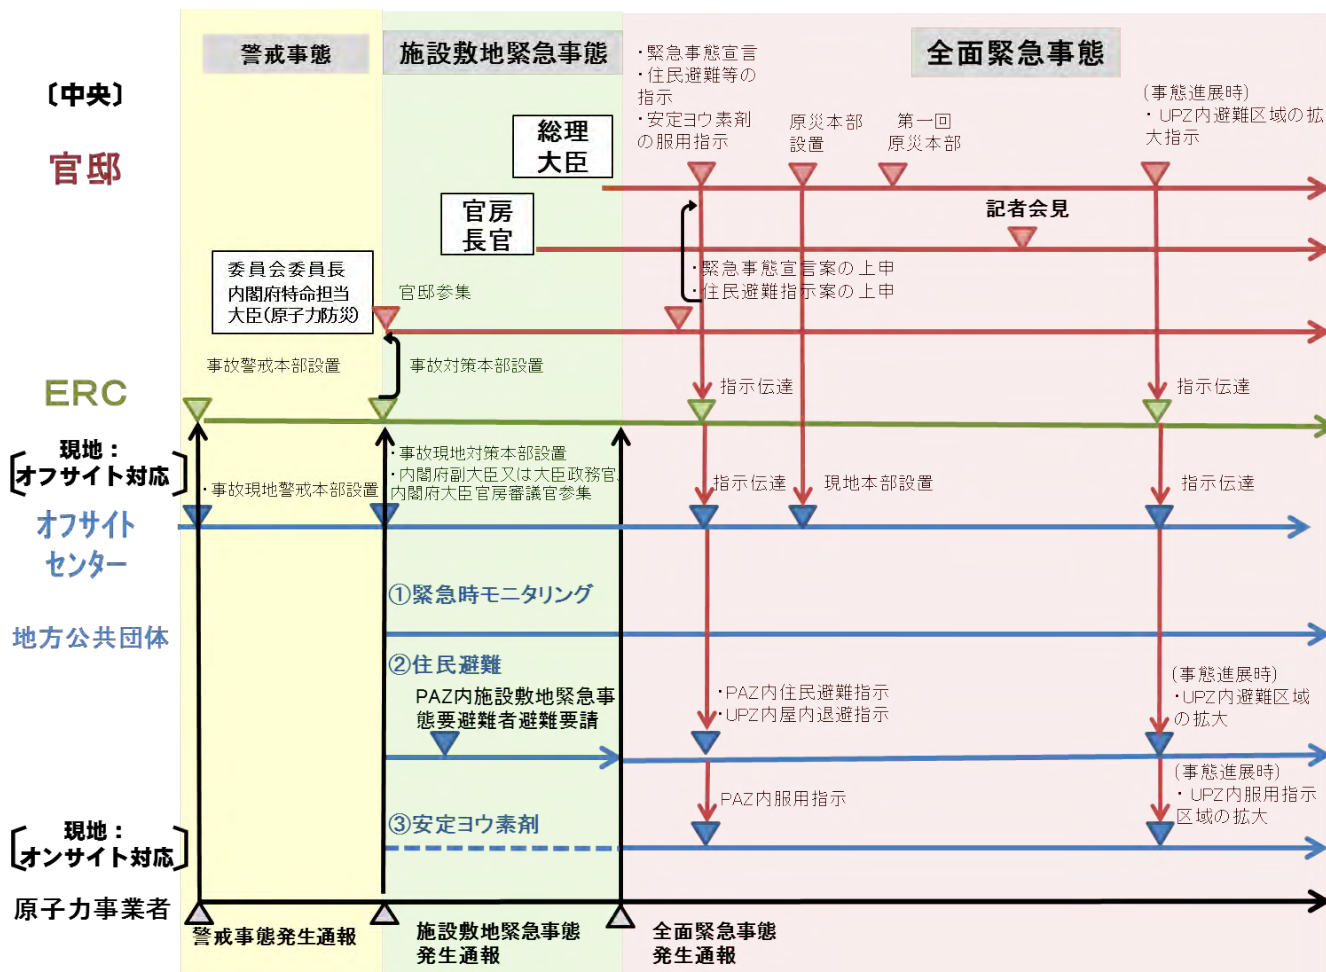 警戒事態
施設敷地緊急事態
全面緊急事態
・緊急事態宣言
・住民避難等の
指示
・安定ヨウ素剤
の服用指示
原災本部
設置
第一回
原災本部
(事態進展時)
・UPZ内避難区域の拡
大指示
〔中央〕
官邸
総理
大臣
官房
長官
記者会見
・緊急事態宣言案の上申
・住民避難指示案の上申
委員会委員長
内閣府特命担当
大臣(原子力防災)
官邸参集
事故警戒本部設置
事故対策本部設置
指示伝達
指示伝達
ERC
現地:
オフサイト対応
・事故現地警戒本部設置
・事故現地対策本部設置
・内閣府副大臣又は大臣政務官、
内閣府大臣官房審議官参集
指示伝達
現地本部設置
指示伝達
オフサイト
センター
①緊急時モニタリング
地方公共団体
②住民避難
PAZ内施設敷地緊急事
態要避難者避難要請
・PAZ内住民避難指示
・UPZ内屋内退避指示
(事態進展時)
・UPZ内避難区域
の拡大
PAZ内服用指示
(事態進展時)
・UPZ内服用指示
区域の拡大
③安定ヨウ素剤
現地:
オンサイト対応
原子力事業者
警戒事態発生通報
施設敷地緊急事態
発生通報
全面緊急事態
発生通報